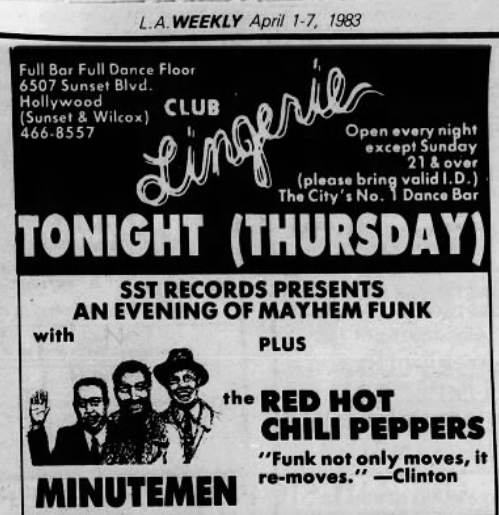 L.A. WEEKLY April 1-7, 1983
Full Bar Full Dance Floor
6507 Sunset Blvd.
Hollywood
(Sunset & Wilcox)
466-8557
CLUB
Lingerie
Open every night
except Sunday
21 & over
(please bring valid I.D.)
The City's No. 1 Dance Bar
TONIGHT (THURSDAY)
SST RECORDS PRESENTS
AN EVENING OF MAYHEM FUNK
with
MINUTEMEN
PLUS
the RED HOT
CHILI PEPPERS
"Funk not only moves, it
re-moves." —Clinton